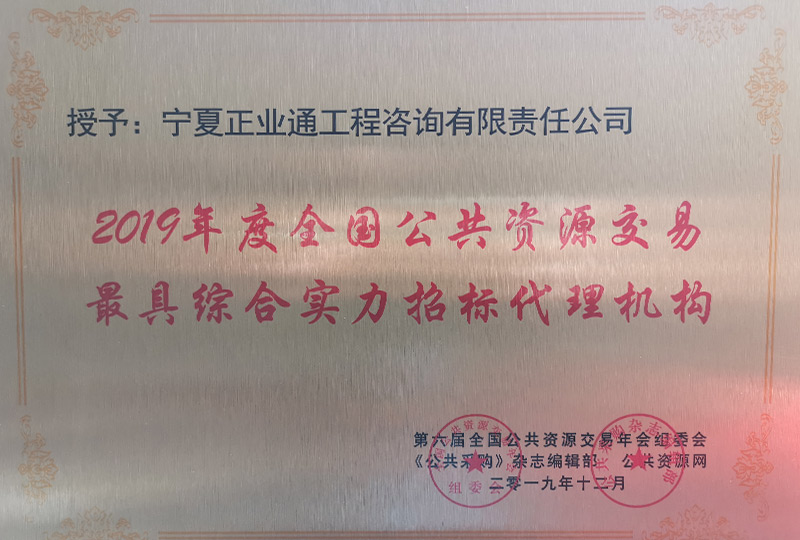 授予：宁夏正业通工程咨询有限责任公司
2019年度全国公共资源交易
最具综合实力招标代理机构
第六届全国公共资源交易年会组委会
《公共采购》杂志编辑部 公共资源网
二零一九年十二月
组委会